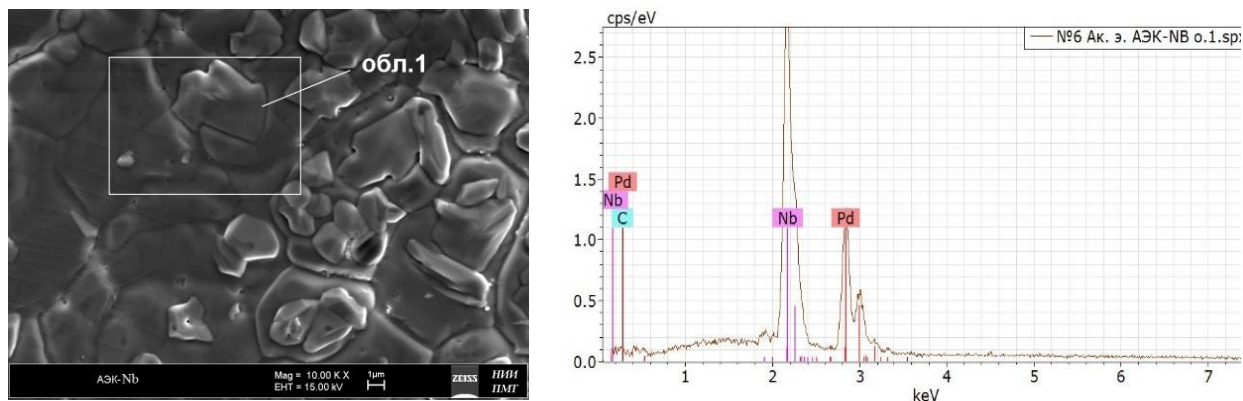 обл.1
АЭК-Nb
Mag = 10.00 K X
1µm
EHT = 15.00 kV
ZEISS
НИИ
ПМТ
cps/eV
№6 Ак. э. АЭК-NB о.1.spx
2.5
2.0
1.5
1.0
0.5
0.0
Pd
Nb
C
Nb
Pd
1 2 3 4 5 6 7
keV